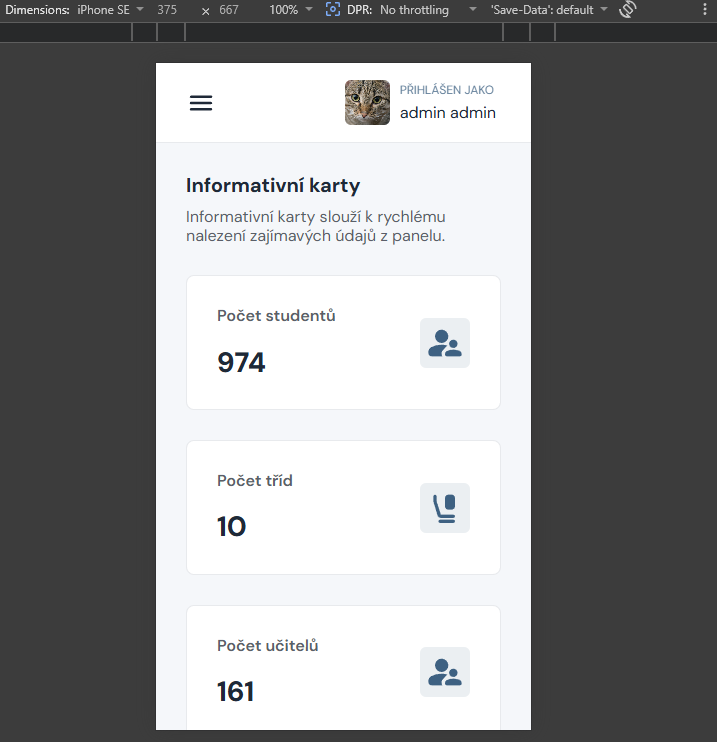 Dimensions: iPhone SE 375 × 667 100% DPR: No throttling 'Save-Data': default
PŘIHLÁŠEN JAKO
admin admin
Informativní karty
Informativní karty slouží k rychlému
nalezení zajímavých údajů z panelu.
Počet studentů
974
Počet tříd
10
Počet učitelů
161